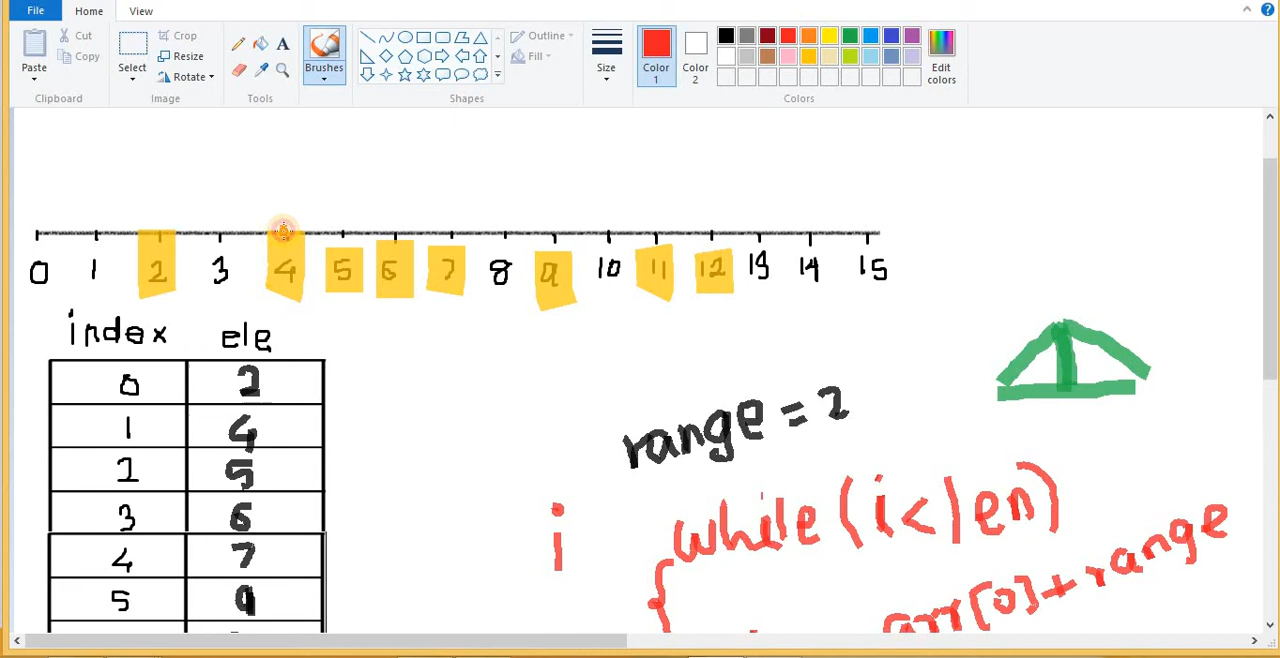 File Home View
Paste Cut Copy Clipboard
Select Crop Resize Rotate Image
A Tools
Brushes
Outline Fill Shapes
Size
Color 1 Color 2 Edit colors Colors
0 1 2 3 4 5 6 7 8 9 10 11 12 13 14 15
index ele
0 2
1 4
2 5
3 6
4 7
5 9
range = 2
i while(i<len)
{
arr[0]+range